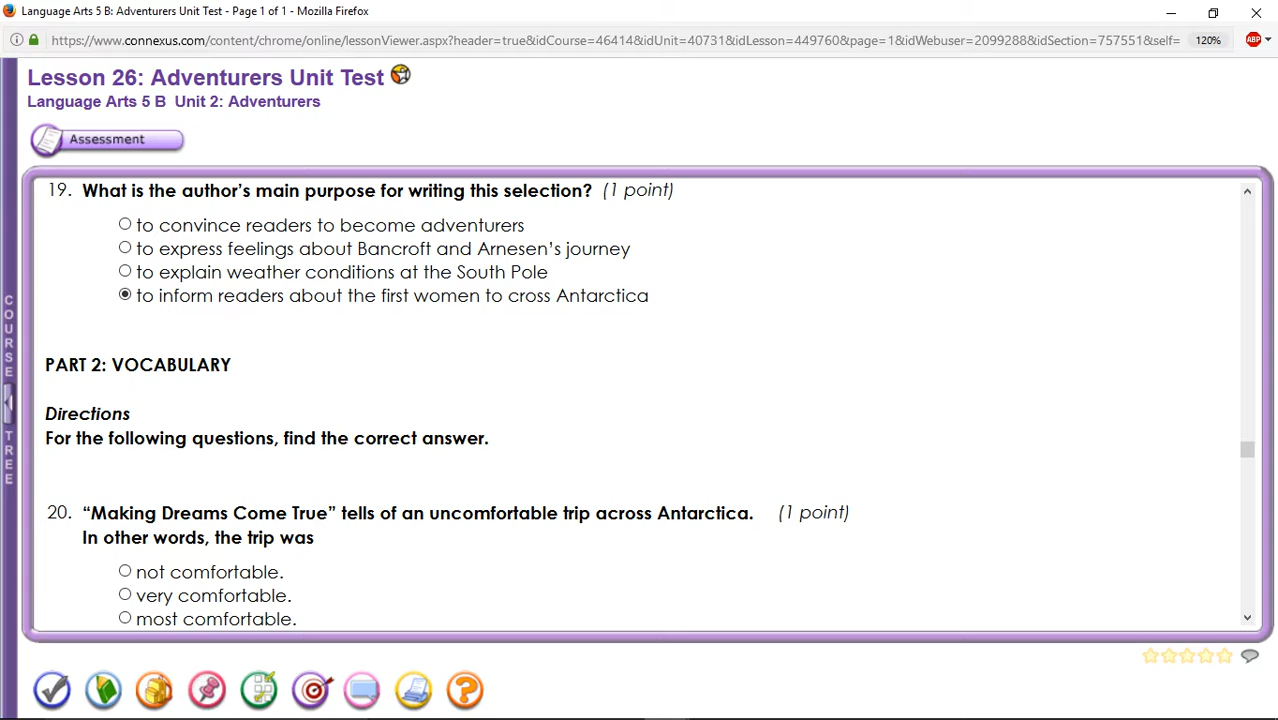 Language Arts 5 B: Adventurers Unit Test - Page 1 of 1 - Mozilla Firefox
https://www.connexus.com/content/chrome/online/lessonViewer.aspx?header=true&idCourse=46414&idUnit=40731&idLesson=449760&page=1&idWebuser=2099288&idSection=757551&self=
120%
ABP
Lesson 26: Adventurers Unit Test
Language Arts 5 B Unit 2: Adventurers
Assessment
19. What is the author’s main purpose for writing this selection? (1 point)
to convince readers to become adventurers
to express feelings about Bancroft and Arnesen’s journey
to explain weather conditions at the South Pole
to inform readers about the first women to cross Antarctica
PART 2: VOCABULARY
Directions
For the following questions, find the correct answer.
20. “Making Dreams Come True” tells of an uncomfortable trip across Antarctica. (1 point)
In other words, the trip was
not comfortable.
very comfortable.
most comfortable.
COURSE TREE